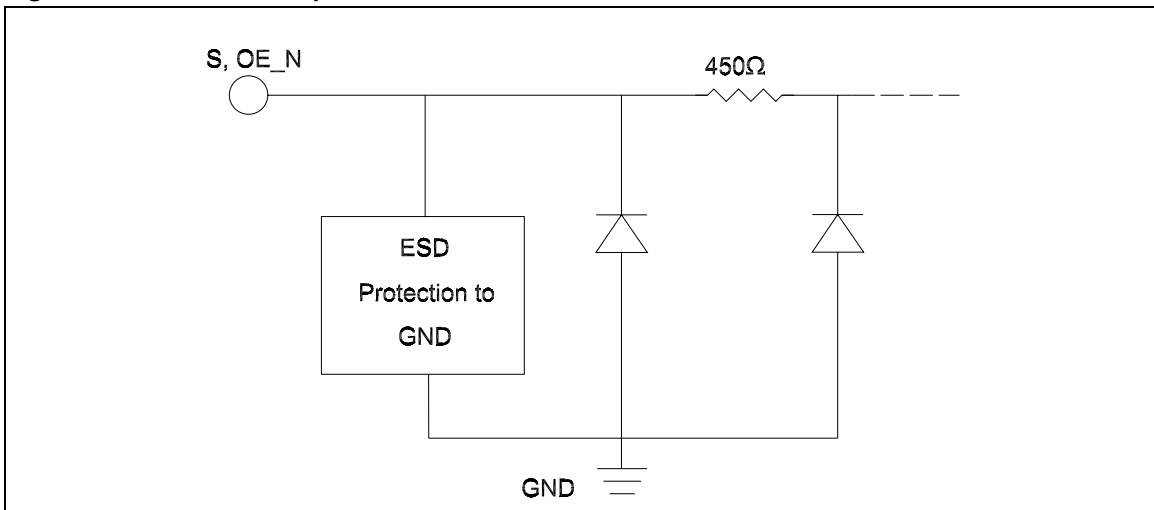 S, OE_N
450Ω
ESD
Protection to
GND
GND